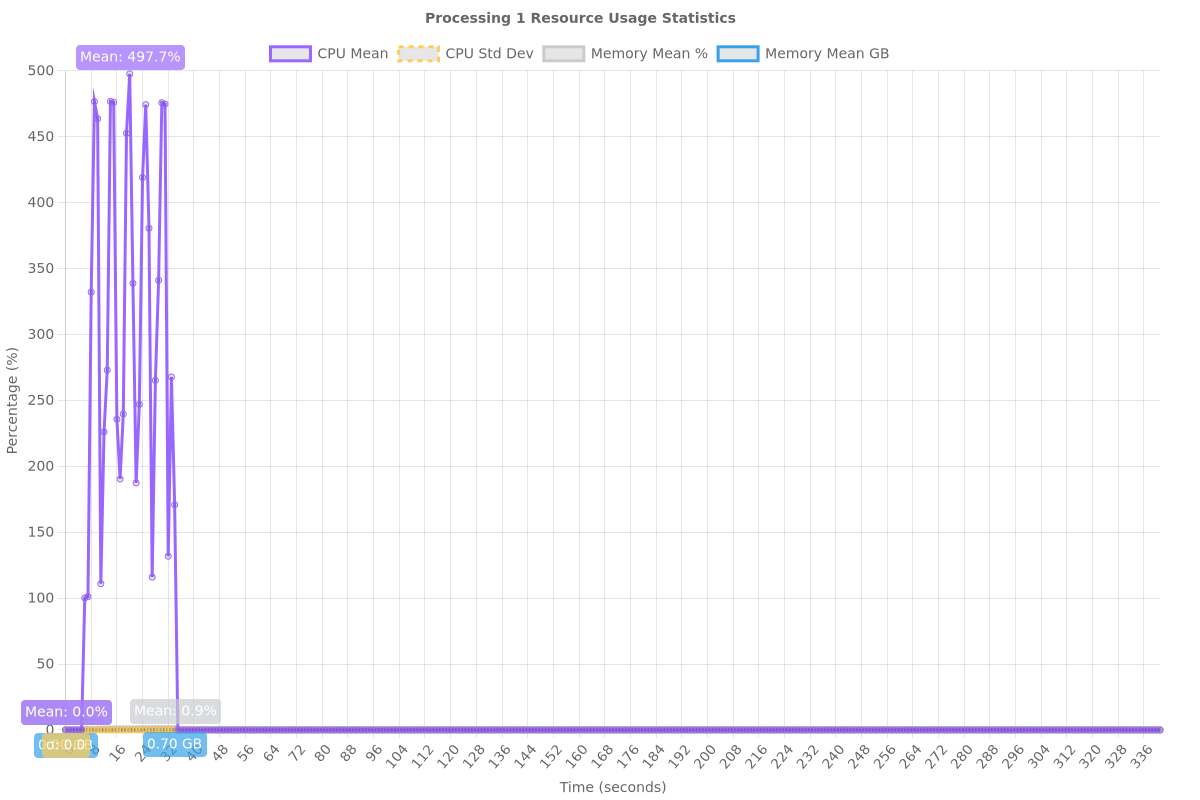 Processing 1 Resource Usage Statistics
CPU Mean CPU Std Dev Memory Mean % Memory Mean GB
Mean: 497.7%
500
450
400
350
300
250
200
150
100
50
0
Percentage (%)
Mean: 0.0%
Mean: 0.9%
σ: 0.0
0.70 GB
16 24 32 40 48 56 64 72 80 88 96 104 112 120 128 136 144 152 160 168 176 184 192 200 208 216 224 232 240 248 256 264 272 280 288 296 304 312 320 328 336
Time (seconds)